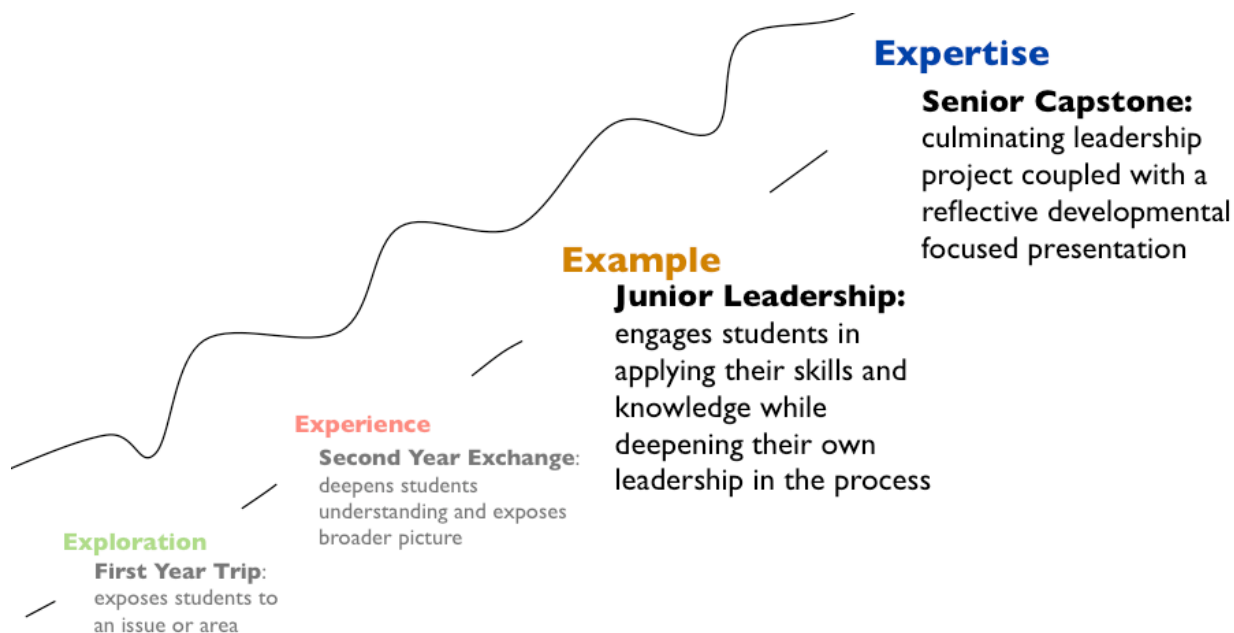 Expertise
Senior Capstone:
culminating leadership
project coupled with a
reflective developmental
focused presentation
Example
Junior Leadership:
engages students in
applying their skills and
knowledge while
deepening their own
leadership in the process
Experience
Second Year Exchange:
deepens students
understanding and exposes
broader picture
Exploration
First Year Trip:
exposes students to
an issue or area